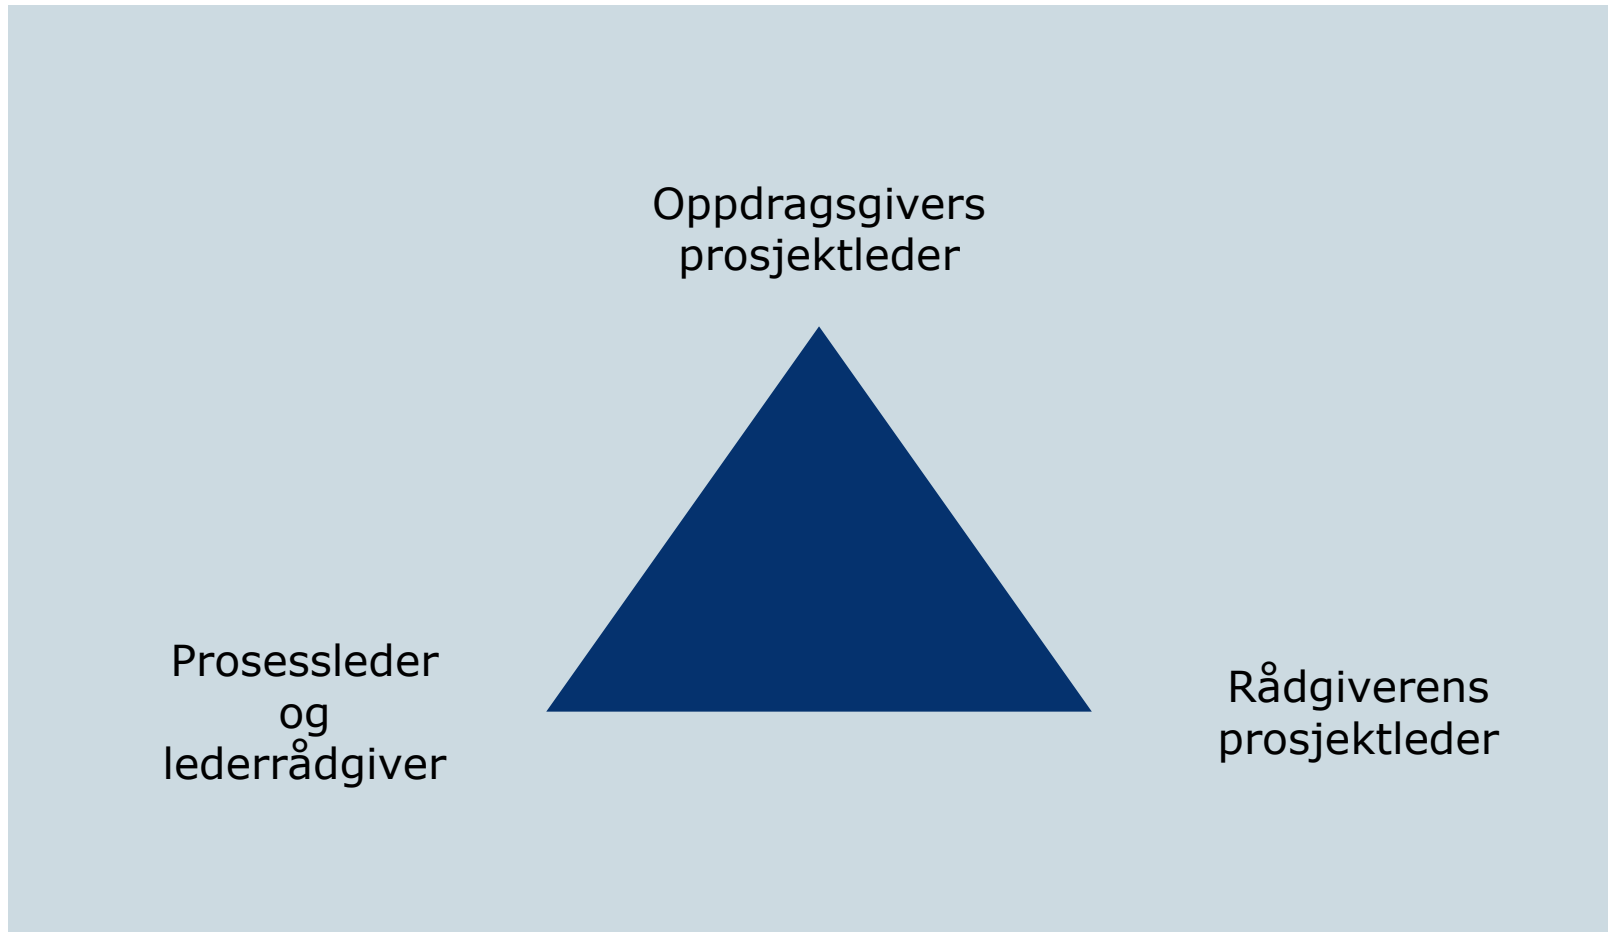 Oppdragsgivers
prosjektleder
Prosessleder
og
lederrådgiver
Rådgiverens
prosjektleder